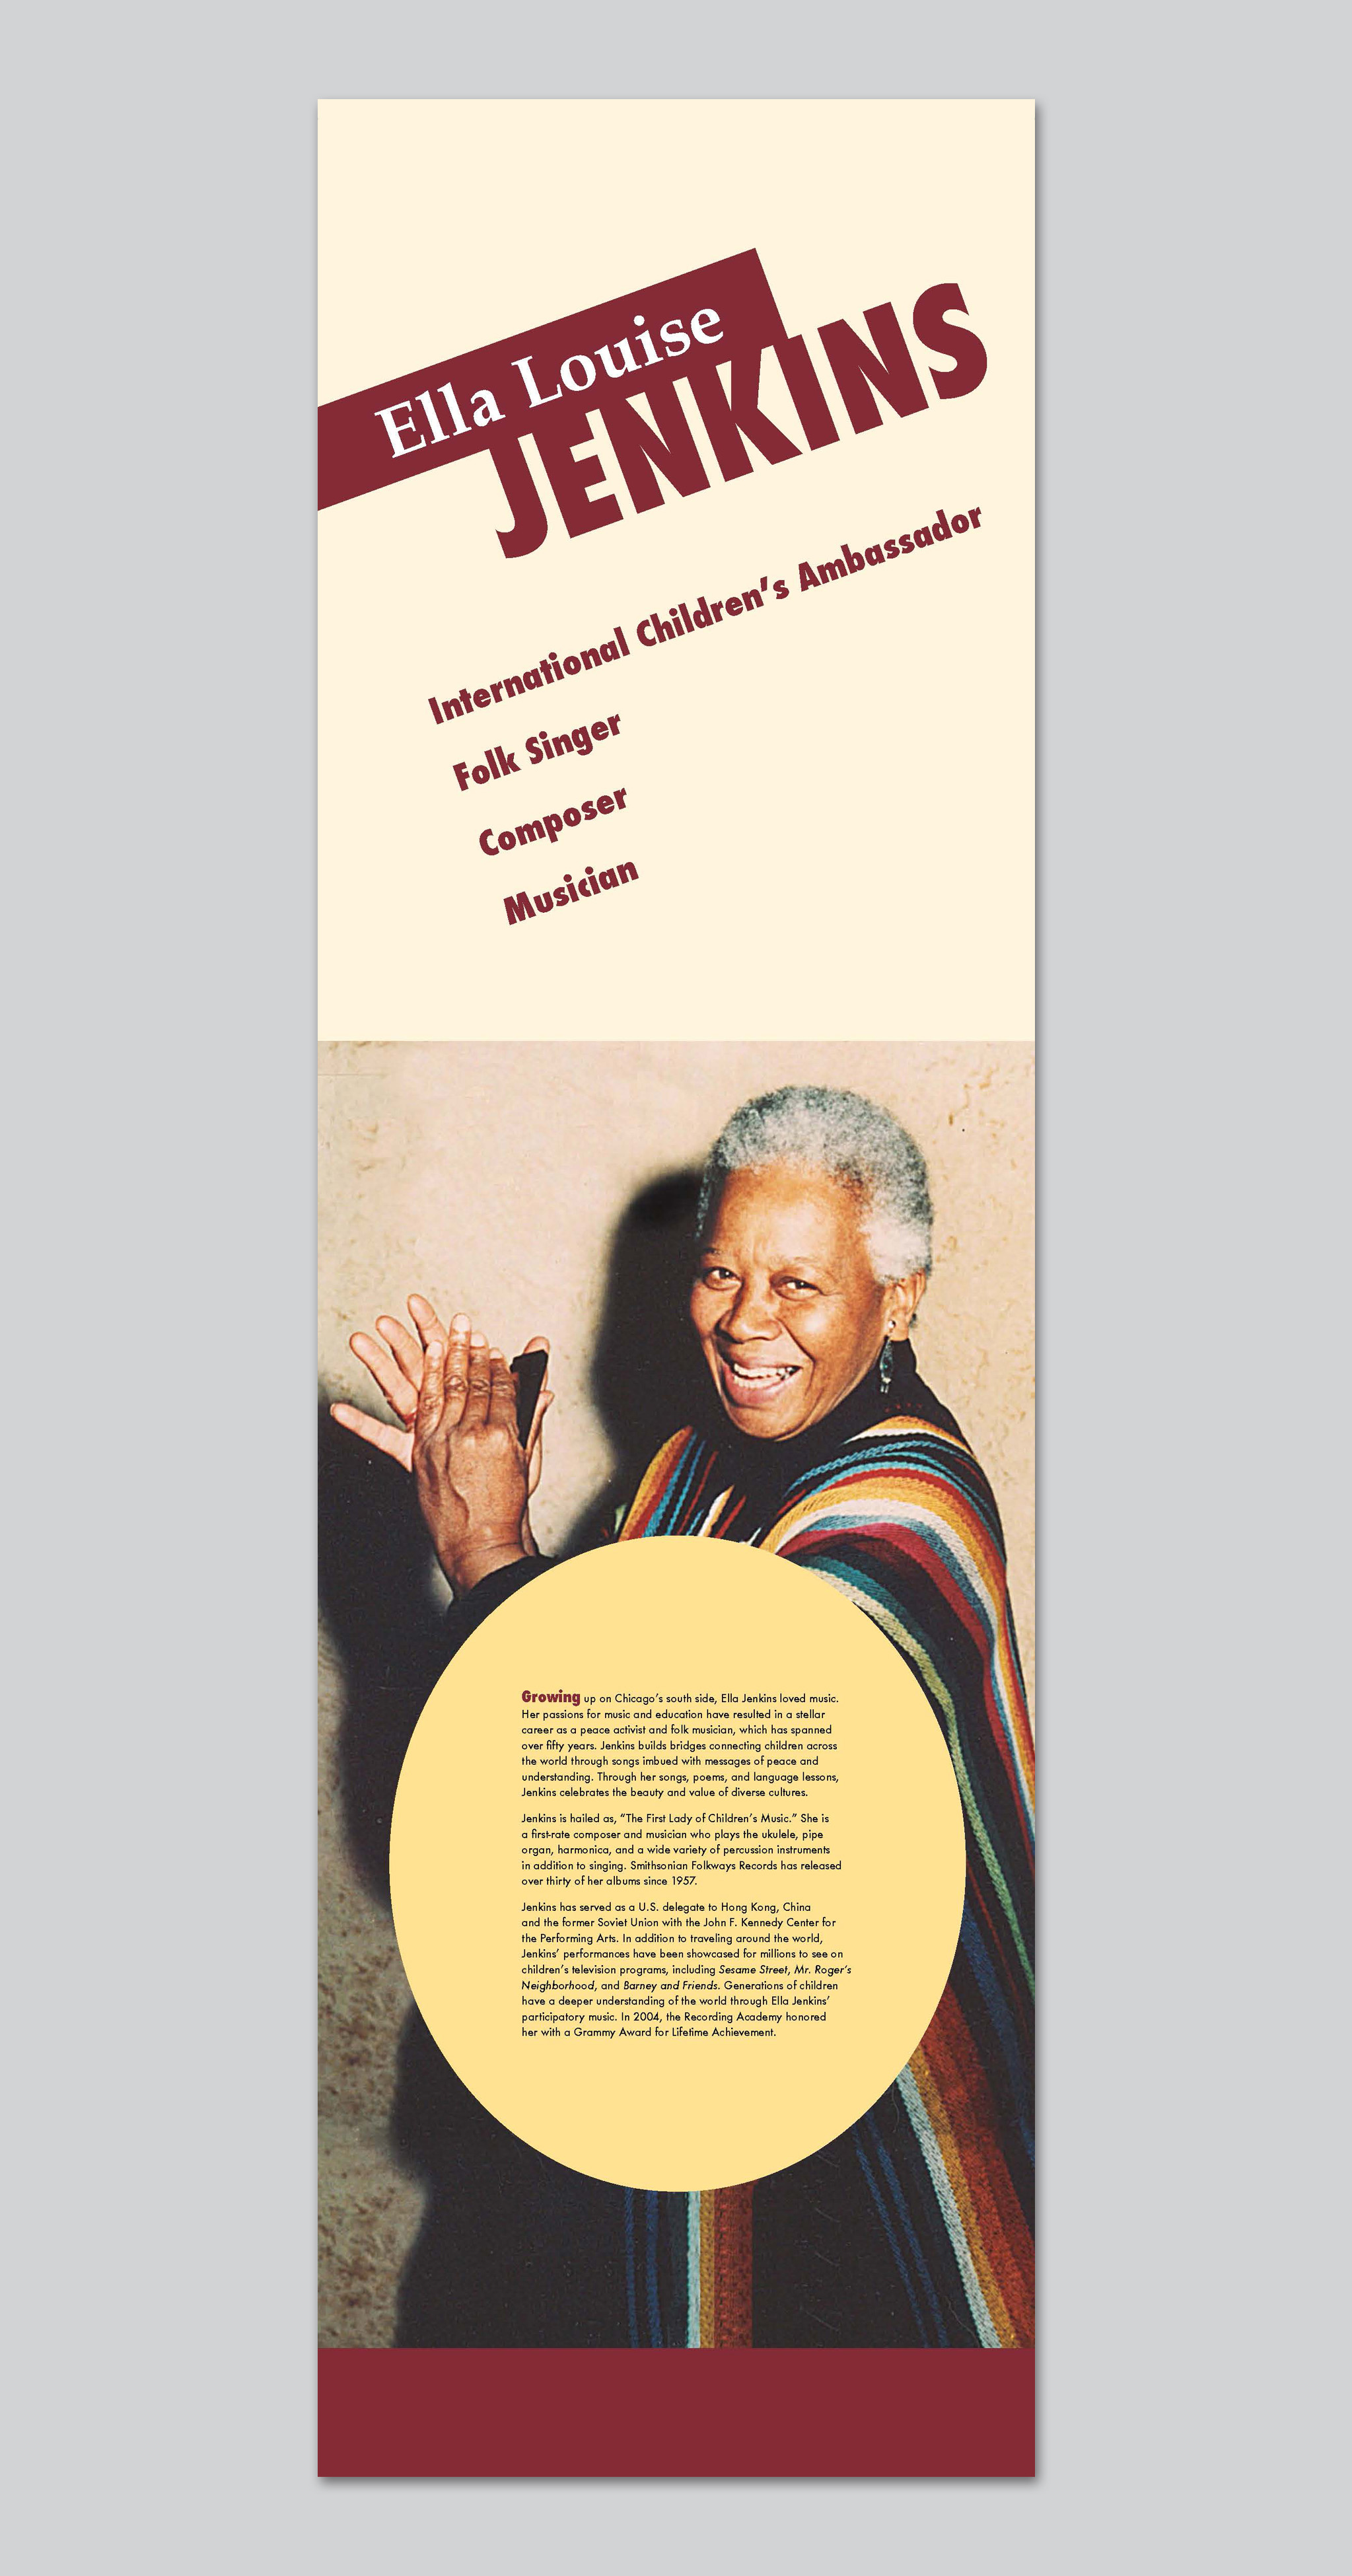 Ella Louise
JENKINS
International Children’s Ambassador
Folk Singer
Composer
Musician
Growing up on Chicago’s south side, Ella Jenkins loved music.
Her passions for music and education have resulted in a stellar
career as a peace activist and folk musician, which has spanned
over fifty years. Jenkins builds bridges connecting children across
the world through songs imbued with messages of peace and
understanding. Through her songs, poems, and language lessons,
Jenkins celebrates the beauty and value of diverse cultures.
Jenkins is hailed as, “The First Lady of Children’s Music.” She is
a first-rate composer and musician who plays the ukulele, pipe
organ, harmonica, and a wide variety of percussion instruments
in addition to singing. Smithsonian Folkways Records has released
over thirty of her albums since 1957.
Jenkins has served as a U.S. delegate to Hong Kong, China
and the former Soviet Union with the John F. Kennedy Center for
the Performing Arts. In addition to traveling around the world,
Jenkins’ performances have been showcased for millions to see on
children’s television programs, including Sesame Street, Mr. Roger’s
Neighborhood, and Barney and Friends. Generations of children
have a deeper understanding of the world through Ella Jenkins’
participatory music. In 2004, the Recording Academy honored
her with a Grammy Award for Lifetime Achievement.